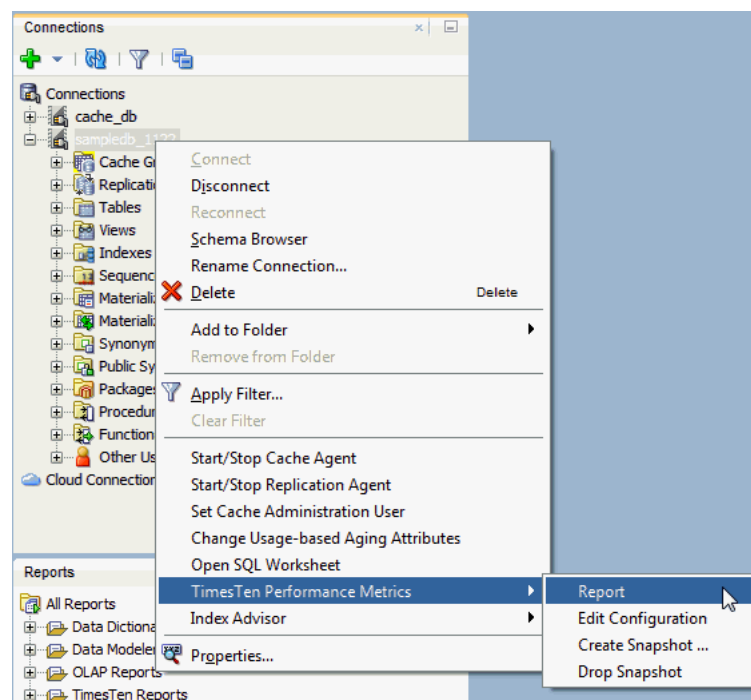 Connections
Connections
cache_db
sampledb_1122
Cache Gr
Replicati
Tables
Views
Indexes
Sequenc
Materiali
Materiali
Synonym
Public Sy
Packages
Procedur
Function
Other Us
Cloud Connection
Connect
Disconnect
Reconnect
Schema Browser
Rename Connection...
Delete Delete
Add to Folder
Remove from Folder
Apply Filter...
Clear Filter
Start/Stop Cache Agent
Start/Stop Replication Agent
Set Cache Administration User
Change Usage-based Aging Attributes
Open SQL Worksheet
TimesTen Performance Metrics
Index Advisor
Properties...
Report
Edit Configuration
Create Snapshot ...
Drop Snapshot
Reports
All Reports
Data Dictiona
Data Modeler
OLAP Reports
TimesTen Reports